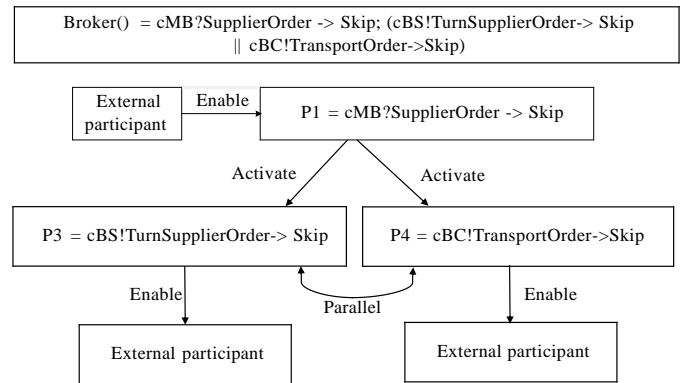 Broker() = cMB?SupplierOrder -> Skip; (cBS!TurnSupplierOrder-> Skip
|| cBC!TransportOrder->Skip)
External
participant
Enable
P1 = cMB?SupplierOrder -> Skip
Activate
Activate
P3 = cBS!TurnSupplierOrder-> Skip
P4 = cBC!TransportOrder->Skip
Enable
Parallel
Enable
External participant
External participant